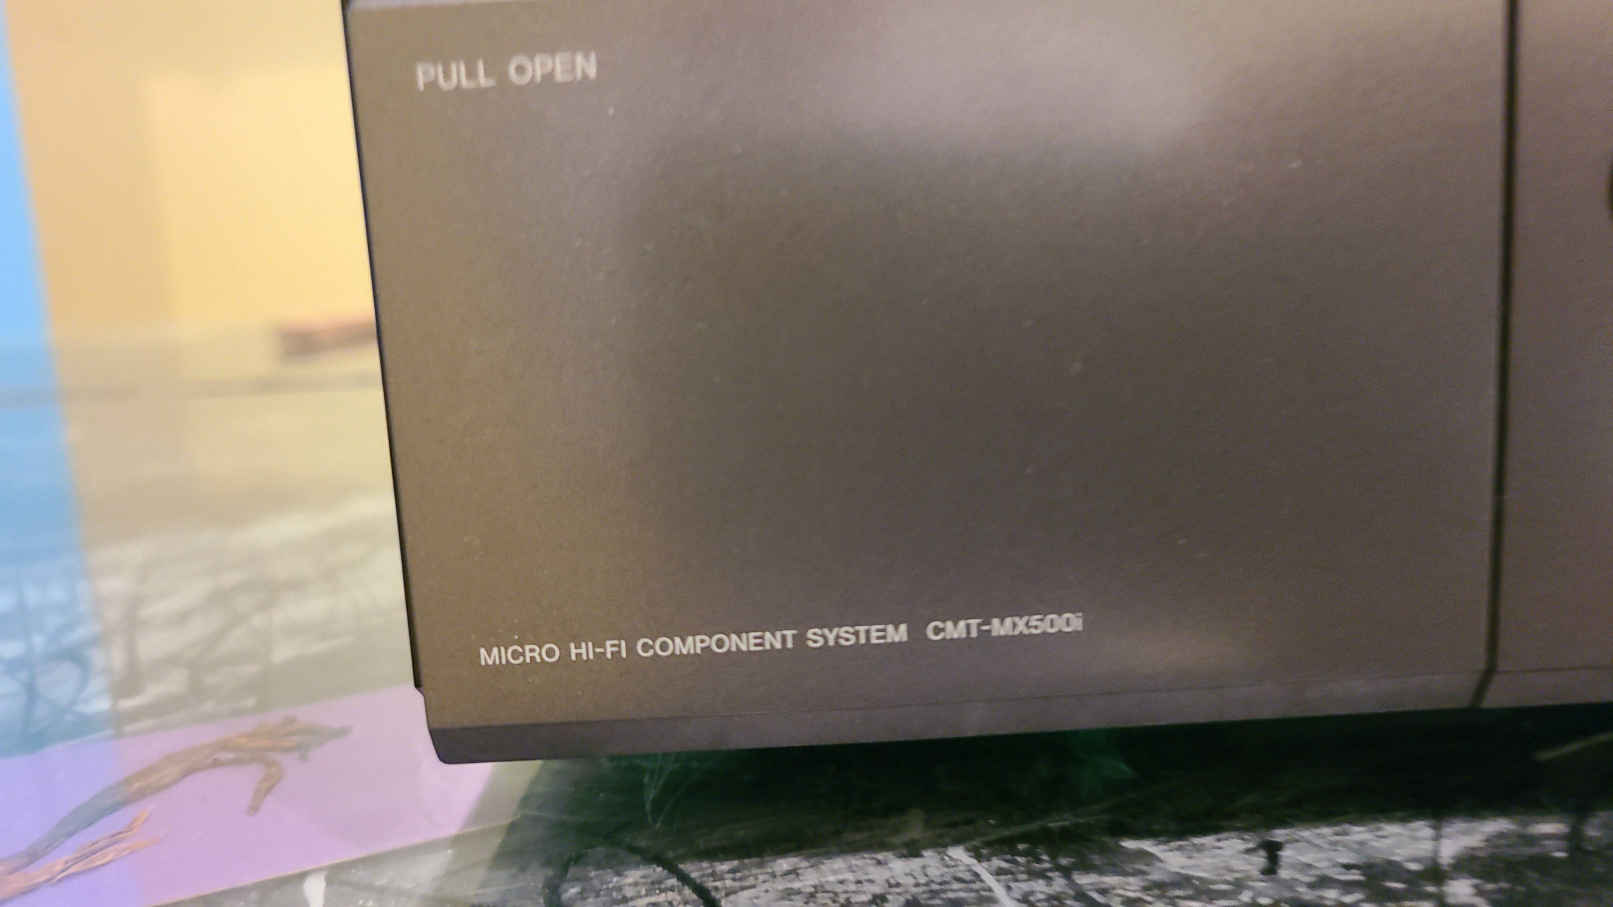 PULL OPEN
MICRO HI-FI COMPONENT SYSTEM CMT-MX500i